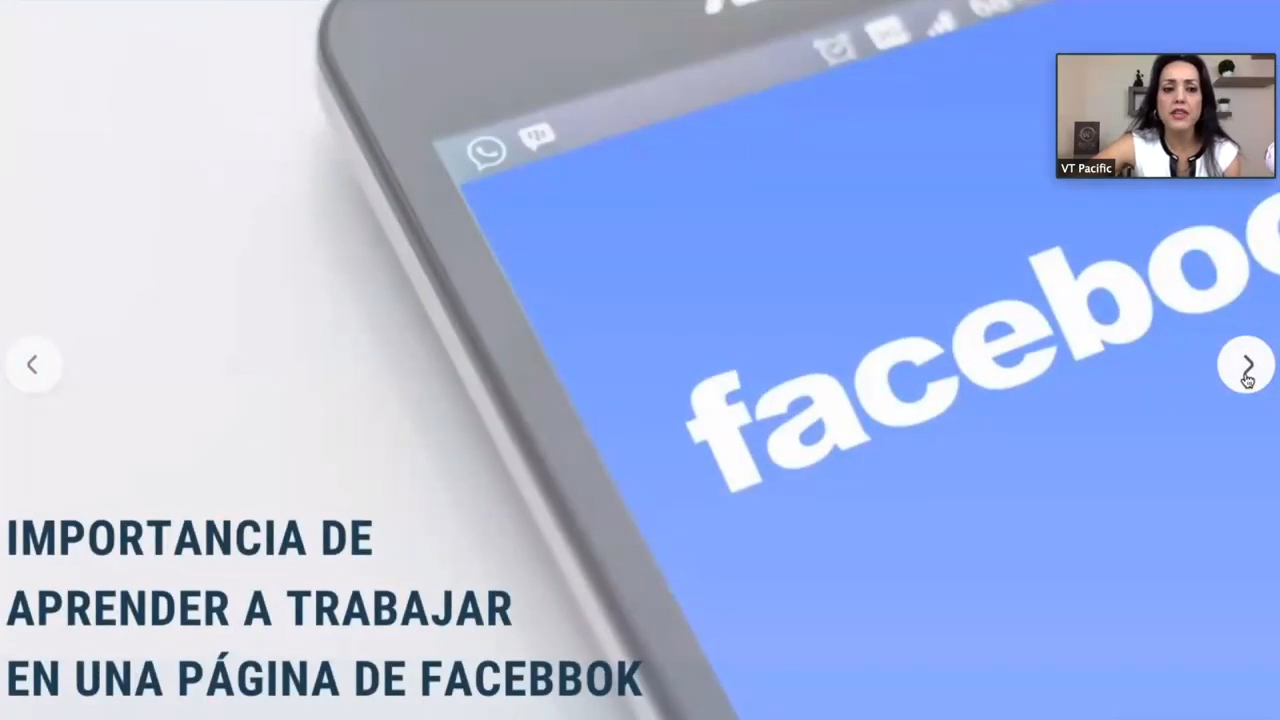 VT Pacific
faceboo
IMPORTANCIA DE
APRENDER A TRABAJAR
EN UNA PÁGINA DE FACEBBOK